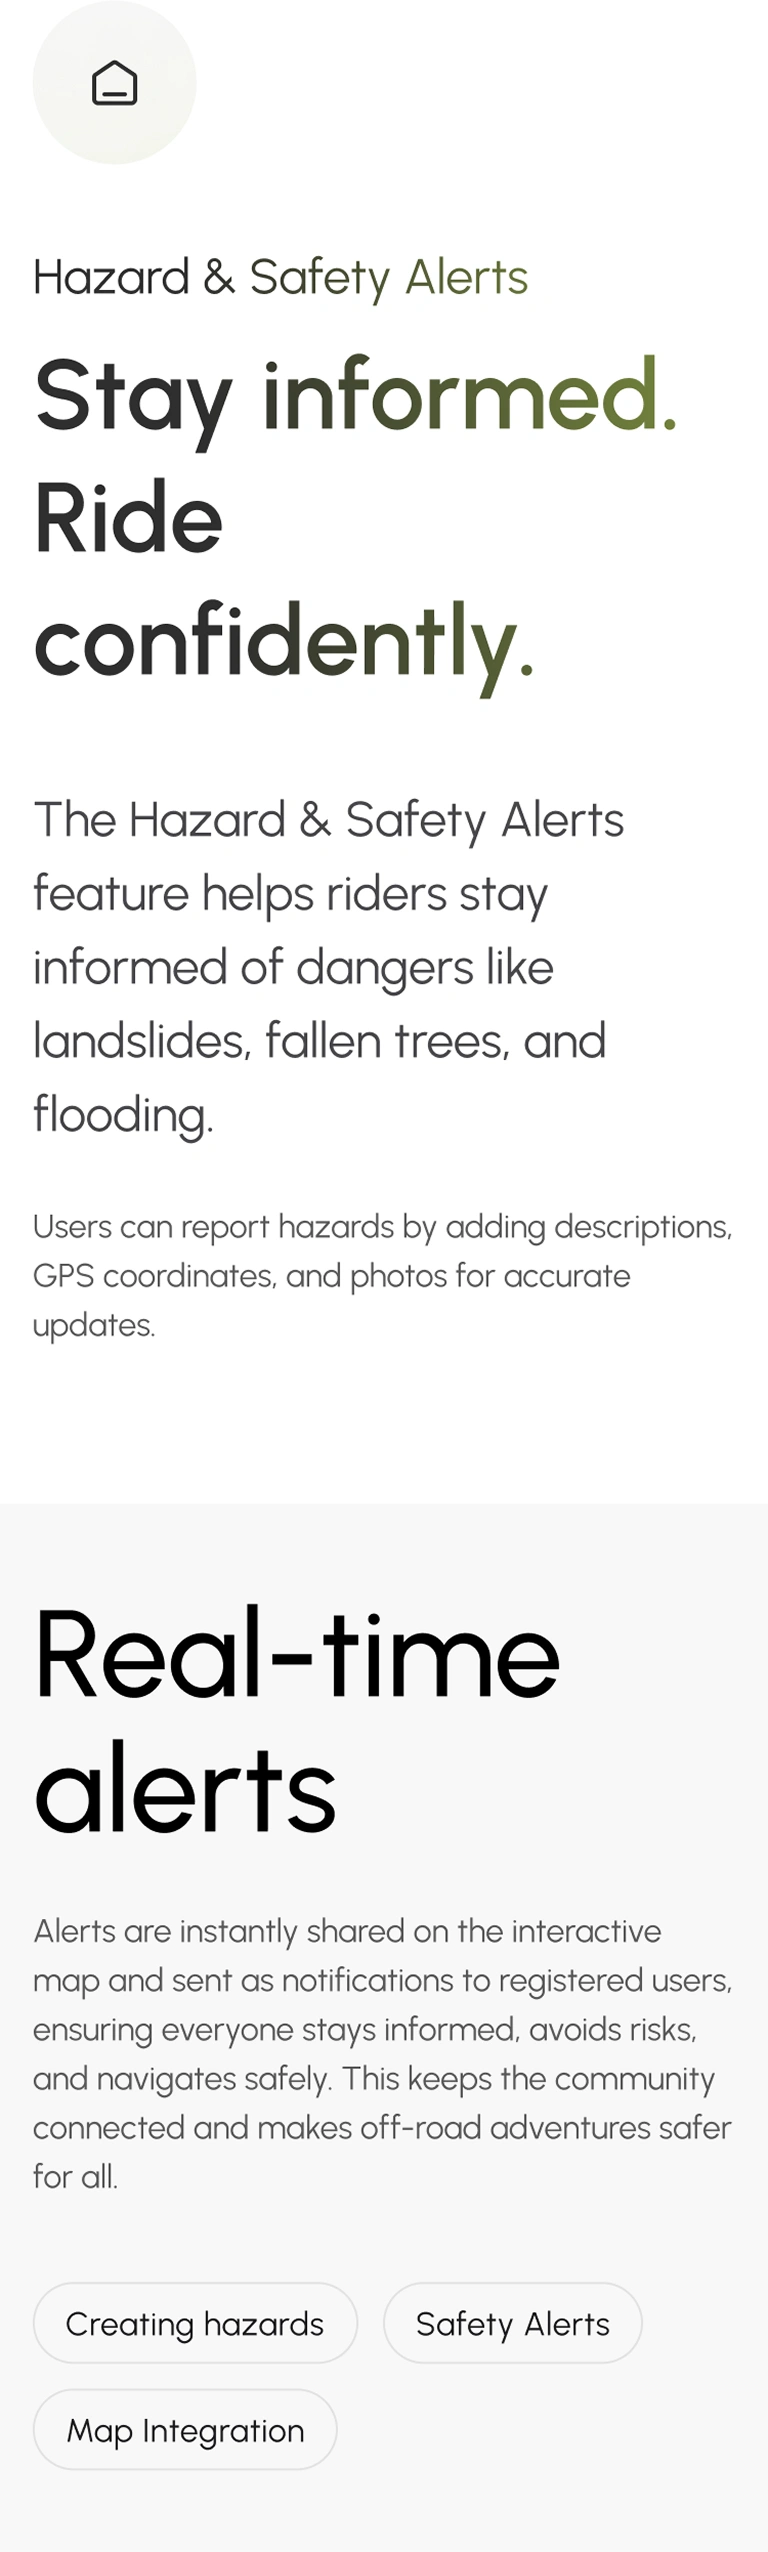 Hazard & Safety Alerts
Stay informed.
Ride
confidently.
The Hazard & Safety Alerts
feature helps riders stay
informed of dangers like
landslides, fallen trees, and
flooding.
Users can report hazards by adding descriptions,
GPS coordinates, and photos for accurate
updates.
Real-time
alerts
Alerts are instantly shared on the interactive
map and sent as notifications to registered users,
ensuring everyone stays informed, avoids risks,
and navigates safely. This keeps the community
connected and makes off-road adventures safer
for all.
Creating hazards
Safety Alerts
Map Integration